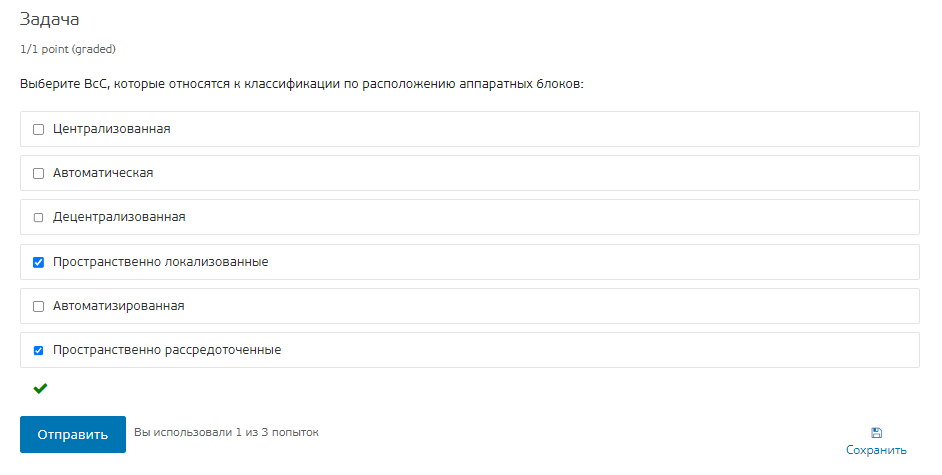 Задача
1/1 point (graded)
Выберите ВсС, которые относятся к классификации по расположению аппаратных блоков:
Централизованная
Автоматическая
Децентрализованная
Пространственно локализованные
Автоматизированная
Пространственно рассредоточенные
Отправить
Вы использовали 1 из 3 попыток
Сохранить